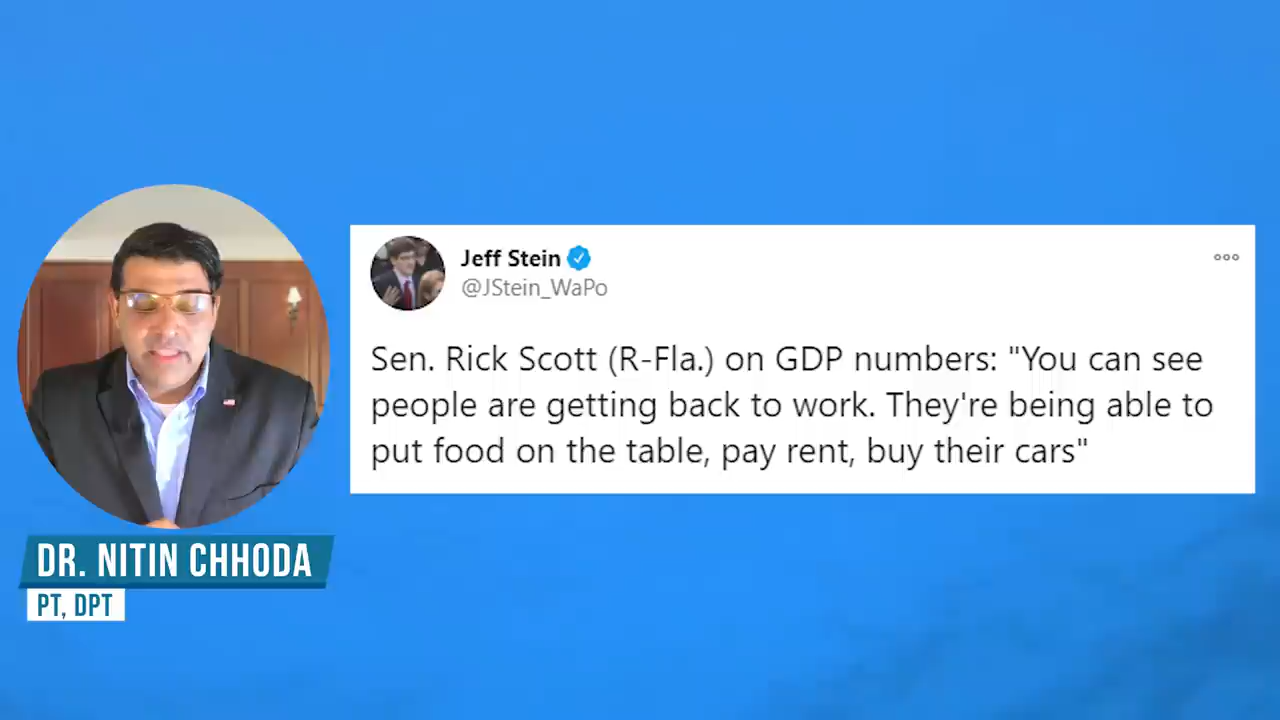 Jeff Stein
@JStein_WaPo
Sen. Rick Scott (R-Fla.) on GDP numbers: "You can see
people are getting back to work. They're being able to
put food on the table, pay rent, buy their cars"
DR. NITIN CHHODA
PT, DPT